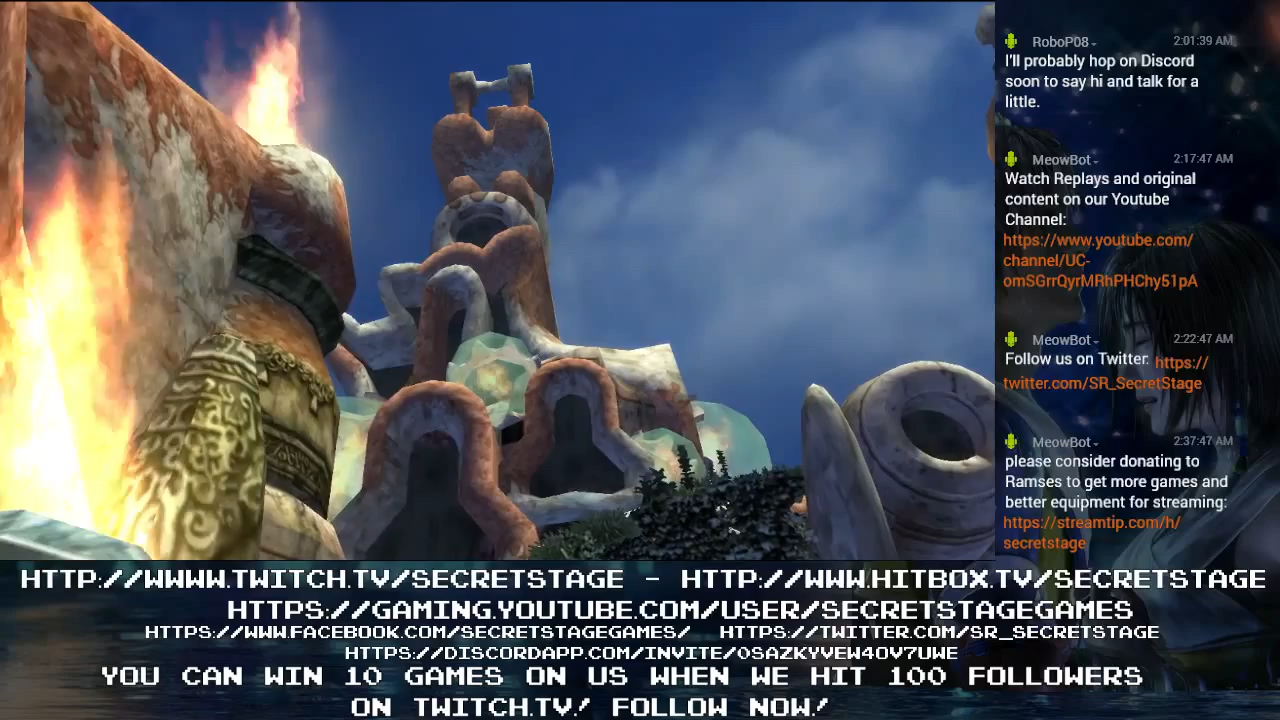 RoboP08 2:01:39 AM
I'll probably hop on Discord
soon to say hi and talk for a
little.
MeowBot 2:17:47 AM
Watch Replays and original
content on our Youtube
Channel:
https://www.youtube.com/
channel/UC-
omSGrrQyrMRhPHChy51pA
MeowBot 2:22:47 AM
Follow us on Twitter: https://
twitter.com/SR_SecretStage
MeowBot 2:37:47 AM
please consider donating to
Ramses to get more games and
better equipment for streaming:
https://streamtip.com/h/
secretstage
HTTP://WWWW.TWITCH.TV/SECRETSTAGE - HTTP://WWW.HITBOX.TV/SECRETSTAGE
HTTPS://GAMING.YOUTUBE.COM/USER/SECRETSTAGEGAMES
HTTPS://WWW.FACEBOOK.COM/SECRETSTAGEGAMES/ HTTPS://TWITTER.COM/SR_SECRETSTAGE
HTTPS://DISCORDAPP.COM/INVITE/0SAZKYVEW40V7UWE
YOU CAN WIN 10 GAMES ON US WHEN WE HIT 100 FOLLOWERS
ON TWITCH.TV! FOLLOW NOW!